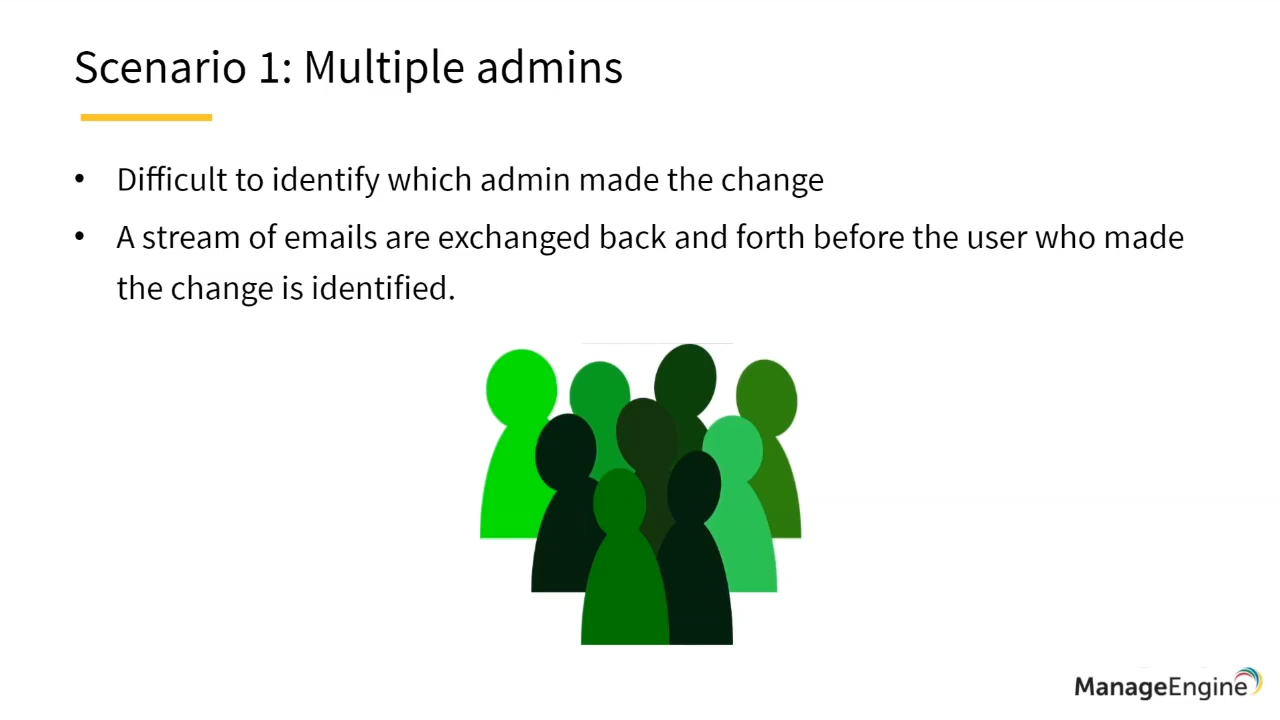 Scenario 1: Multiple admins
• Difficult to identify which admin made the change
• A stream of emails are exchanged back and forth before the user who made
the change is identified.
ManageEngine